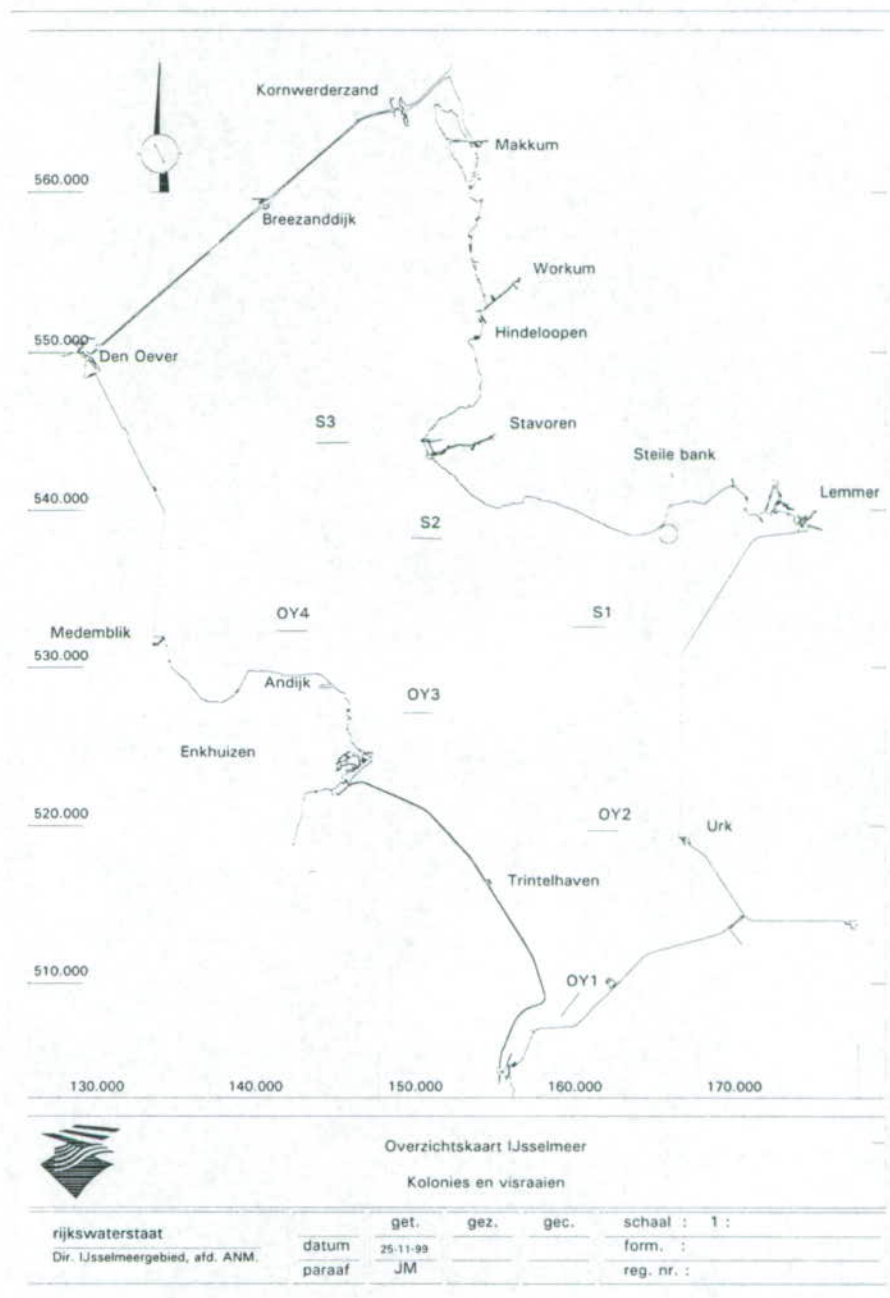 Kornwerderzand
Makkum
560.000
Breezanddijk
Workum
550.000
Den Oever
Hindeloopen
S3
Stavoren
Steile bank
Lemmer
540.000
S2
OY4
S1
Medemblik
530.000
Andijk
OY3
Enkhuizen
520.000
OY2
Urk
Trintelhaven
510.000
OY1
130.000 140.000 150.000 160.000 170.000
Overzichtskaart IJsselmeer
Kolonies en visraaien
rijkswaterstaat
Dir. IJsselmeergebied, afd. ANM.
get. gez. gec. schaal : 1 :
datum 25-11-99 form. :
paraaf JM reg. nr. :